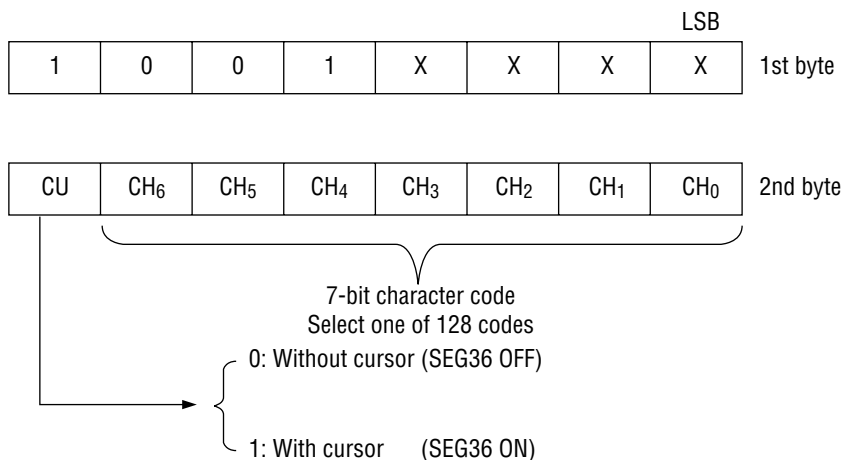 LSB
1 0 0 1 X X X X 1st byte
CU CH6 CH5 CH4 CH3 CH2 CH1 CH0 2nd byte
7-bit character code
Select one of 128 codes
0: Without cursor (SEG36 OFF)
1: With cursor (SEG36 ON)